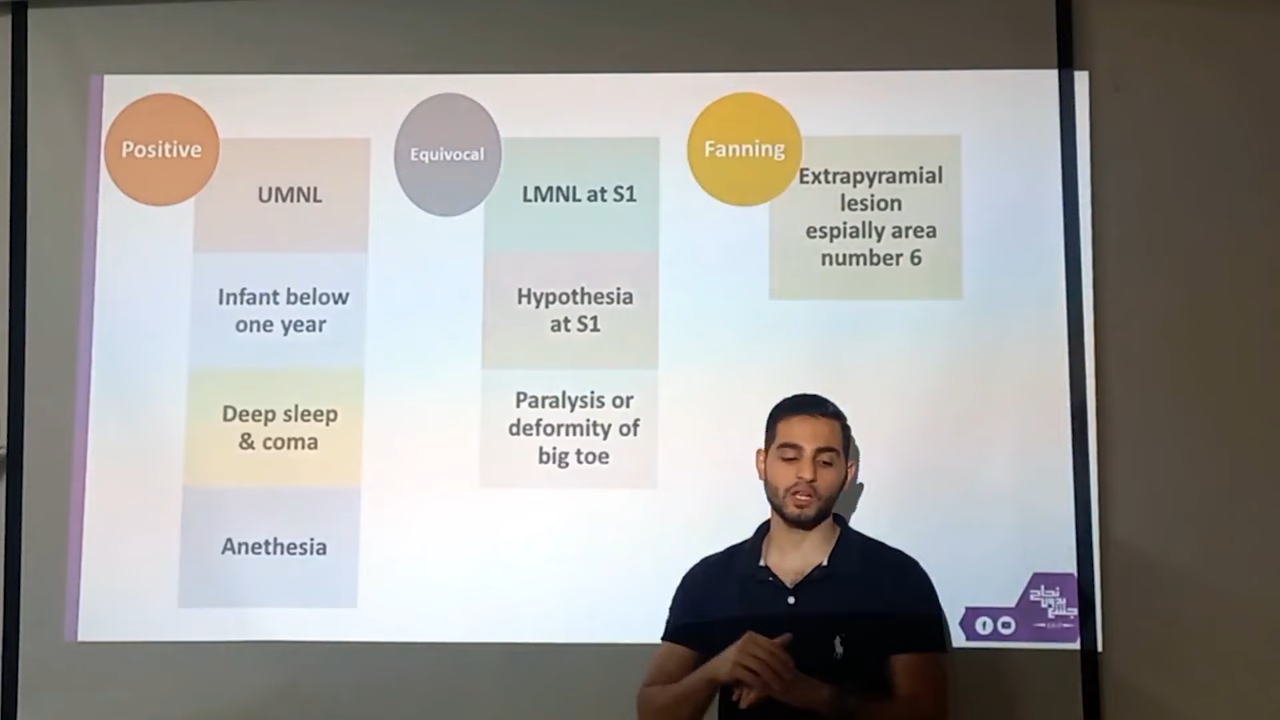 Positive
UMNL
Infant below
one year
Deep sleep
& coma
Anethesia
Equivocal
LMNL at S1
Hypothesia
at S1
Paralysis or
deformity of
big toe
Fanning
Extrapyramial
lesion
espially area
number 6
نجاح